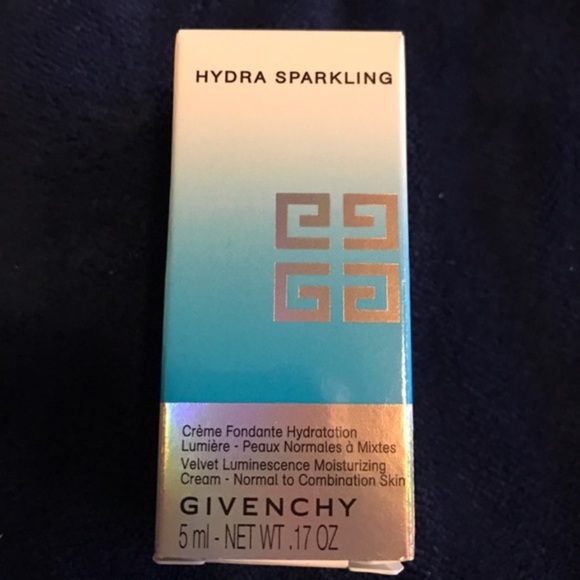 HYDRA SPARKLING
Crème Fondante Hydratation
Lumière - Peaux Normales à Mixtes
Velvet Luminescence Moisturizing
Cream - Normal to Combination Skin
GIVENCHY
5 ml - NET WT .17 OZ